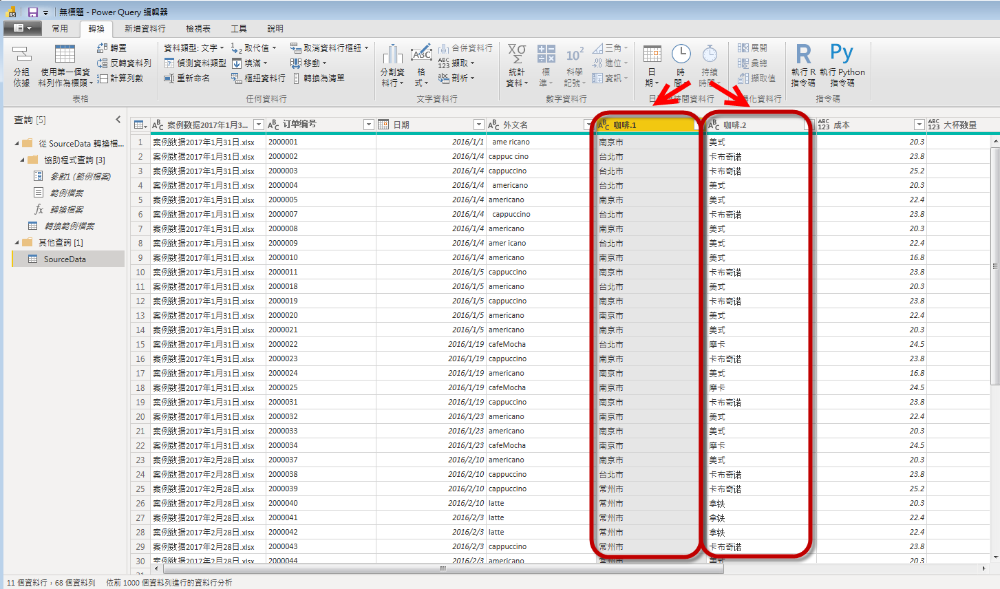 無標題 - Power Query 編輯器
常用 轉換 新增資料行 檢視表 工具 說明
分組依據
使用第一個資料列作為標頭
轉置
反轉資料列
計算列數
表格
資料類型: 文字
偵測資料類型
重新命名
取代值
填滿
樞紐資料行
取消資料行樞紐
移動
轉換為清單
任何資料行
分割資料行
格式
合併資料行
擷取
剖析
文字資料行
統計資料
標準
科學記號
三角
進位
資訊
數字資料行
日期
時間
持續時間
時間資料行
展開
彙總
擷取值
化資料行
執行 R 指令碼
執行 Python 指令碼
指令碼
查詢 [5]
從 SourceData 轉換檔...
協助程式查詢 [3]
參數1 (範例檔案)
範例檔案
轉換檔案
轉換範例檔案
其他查詢 [1]
SourceData
案例数据2017年1月3... 订单编号 日期 外文名 咖啡.1 咖啡.2 成本 大杯数量
1 案例数据2017年1月31日.xlsx 2000001 2016/1/1 ame ricano 南京市 美式 20.3
2 案例数据2017年1月31日.xlsx 2000002 2016/1/4 cappuc cino 台北市 卡布奇诺 23.8
3 案例数据2017年1月31日.xlsx 2000003 2016/1/4 cappuccino 台北市 卡布奇诺 25.2
4 案例数据2017年1月31日.xlsx 2000004 2016/1/4 americano 台北市 美式 20.3
5 案例数据2017年1月31日.xlsx 2000005 2016/1/4 americano 南京市 美式 22.4
6 案例数据2017年1月31日.xlsx 2000007 2016/1/4 cappuccino 台北市 卡布奇诺 23.8
7 案例数据2017年1月31日.xlsx 2000008 2016/1/4 americano 南京市 美式 20.3
8 案例数据2017年1月31日.xlsx 2000009 2016/1/4 amer icano 台北市 美式 22.4
9 案例数据2017年1月31日.xlsx 2000010 2016/1/4 americano 南京市 美式 16.8
10 案例数据2017年1月31日.xlsx 2000011 2016/1/5 cappuccino 南京市 卡布奇诺 23.8
11 案例数据2017年1月31日.xlsx 2000018 2016/1/5 americano 台北市 美式 20.3
12 案例数据2017年1月31日.xlsx 2000019 2016/1/5 cappuccino 南京市 卡布奇诺 23.8
13 案例数据2017年1月31日.xlsx 2000020 2016/1/5 americano 南京市 美式 22.4
14 案例数据2017年1月31日.xlsx 2000021 2016/1/5 americano 南京市 美式 20.3
15 案例数据2017年1月31日.xlsx 2000022 2016/1/19 cafeMocha 台北市 摩卡 24.5
16 案例数据2017年1月31日.xlsx 2000023 2016/1/19 cappuccino 南京市 卡布奇诺 23.8
17 案例数据2017年1月31日.xlsx 2000024 2016/1/19 americano 南京市 美式 16.8
18 案例数据2017年1月31日.xlsx 2000025 2016/1/19 cafeMocha 南京市 摩卡 24.5
19 案例数据2017年1月31日.xlsx 2000031 2016/1/19 cappuccino 南京市 卡布奇诺 23.8
20 案例数据2017年1月31日.xlsx 2000032 2016/1/23 americano 南京市 美式 22.4
21 案例数据2017年1月31日.xlsx 2000033 2016/1/23 americano 南京市 美式 20.3
22 案例数据2017年1月31日.xlsx 2000034 2016/1/23 cafeMocha 南京市 摩卡 24.5
23 案例数据2017年2月28日.xlsx 2000037 2016/2/10 americano 南京市 美式 20.3
24 案例数据2017年2月28日.xlsx 2000038 2016/2/10 cappuccino 台北市 卡布奇诺 23.8
25 案例数据2017年2月28日.xlsx 2000039 2016/2/10 cappuccino 常州市 卡布奇诺 25.2
26 案例数据2017年2月28日.xlsx 2000040 2016/2/10 latte 常州市 拿铁 20.3
27 案例数据2017年2月28日.xlsx 2000041 2016/2/3 latte 常州市 拿铁 22.4
28 案例数据2017年2月28日.xlsx 2000042 2016/2/3 latte 常州市 拿铁 22.4
29 案例数据2017年2月28日.xlsx 2000043 2016/2/3 cappuccino 常州市 卡布奇诺 23.8
30 案例数据2017年2月28日.xlsx 2000044 2016/2/3 americano 常州市 美式 20.3
11 個資料行，68 個資料列 依前 1000 個資料列進行的資料行分析